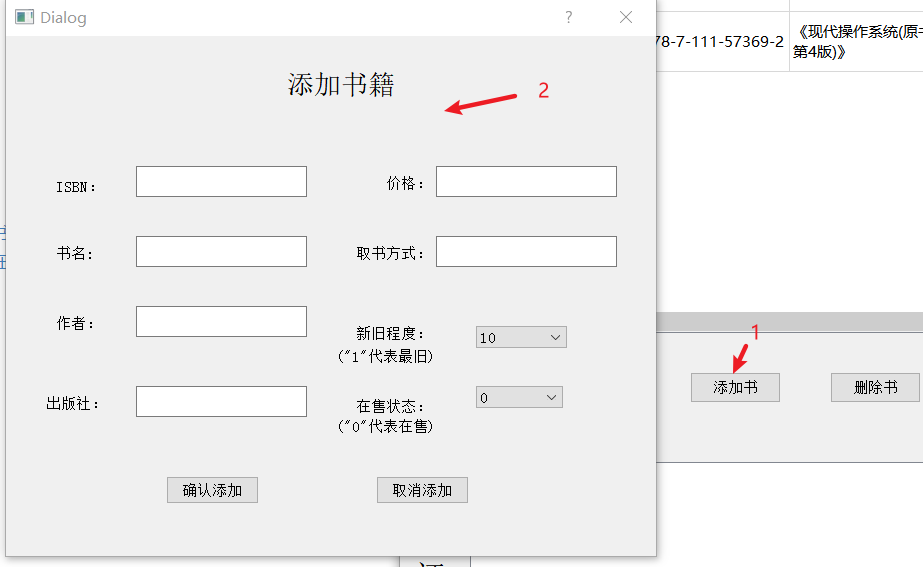 Dialog
?
78-7-111-57369-2
《现代操作系统(原书
第4版)》
添加书籍
2
ISBN：
价格：
书名：
取书方式：
作者：
新旧程度：
("1"代表最旧)
10
1
添加书
删除书
出版社：
在售状态：
("0"代表在售)
0
确认添加
取消添加